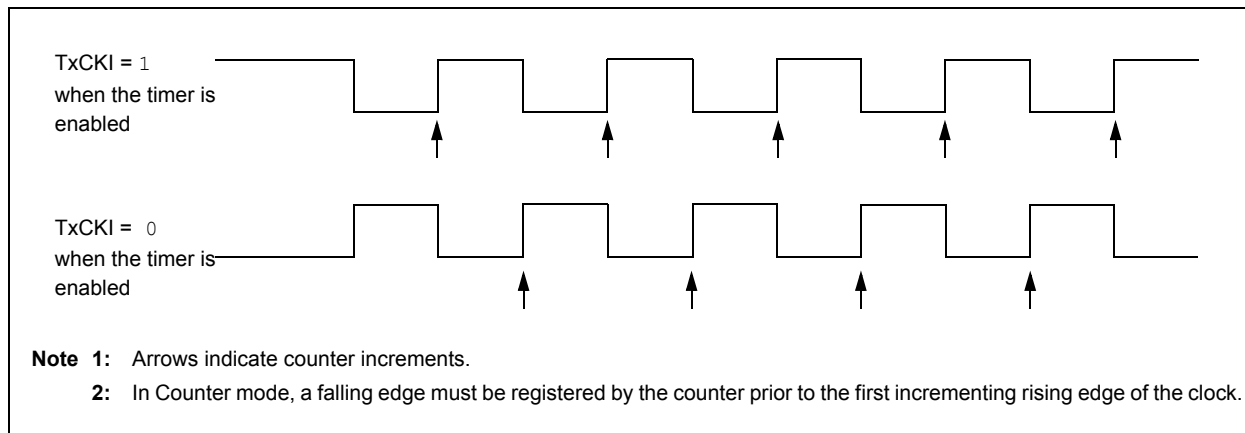 TxCKI = 1
when the timer is
enabled
TxCKI = 0
when the timer is
enabled
Note 1: Arrows indicate counter increments.
2: In Counter mode, a falling edge must be registered by the counter prior to the first incrementing rising edge of the clock.